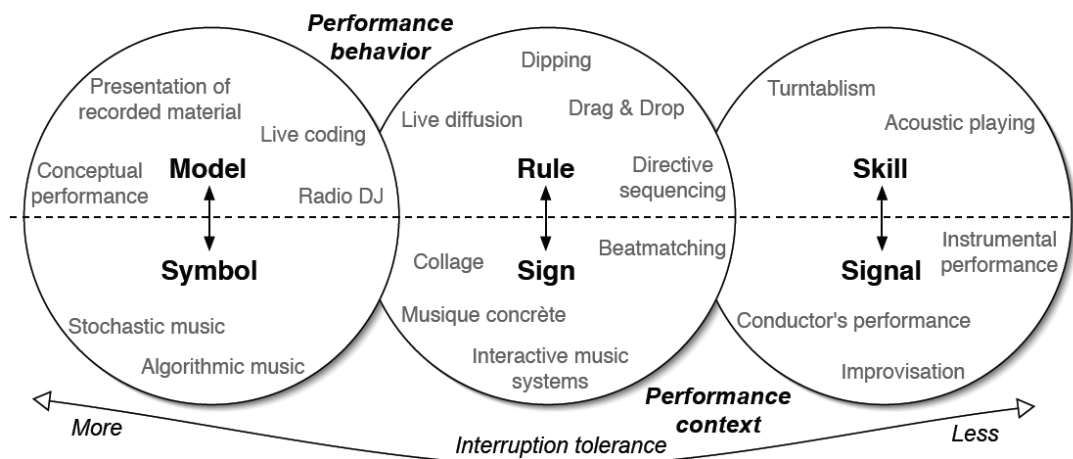 Performance
behavior
Presentation of
recorded material
Live coding
Conceptual
performance
Model
Radio DJ
Symbol
Stochastic music
Algorithmic music
Dipping
Drag & Drop
Live diffusion
Rule
Directive
sequencing
Beatmatching
Collage
Sign
Musique concrète
Interactive music
systems
Turntablism
Acoustic playing
Skill
Signal
Instrumental
performance
Conductor's performance
Improvisation
Performance
context
More
Interruption tolerance
Less